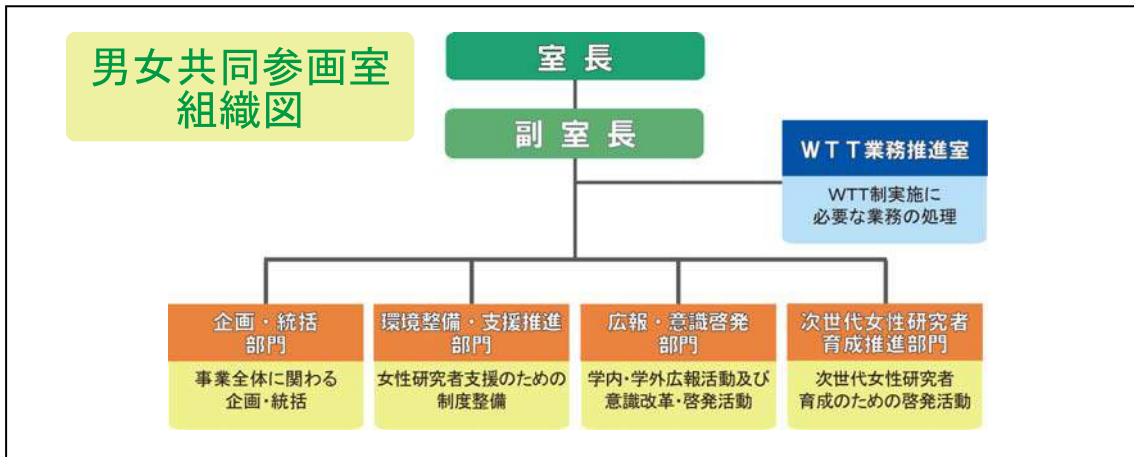 男女共同参画室
組織図
室長
副室長
WTT業務推進室
WTT制実施に
必要な業務の処理
企画・統括
部門
事業全体に関わる
企画・統括
環境整備・支援推進
部門
女性研究者支援のための
制度整備
広報・意識啓発
部門
学内・学外広報活動及び
意識改革・啓発活動
次世代女性研究者
育成推進部門
次世代女性研究者
育成のための啓発活動